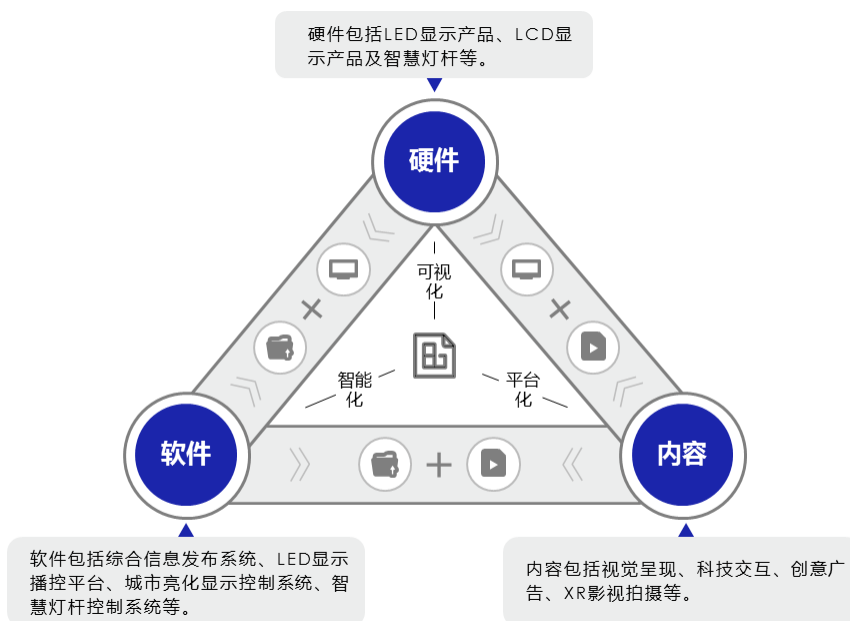 硬件包括LED显示产品、LCD显
示产品及智慧灯杆等。
硬件
可视
化
智能
化
平台
化
软件
内容
软件包括综合信息发布系统、LED显示
播控平台、城市亮化显示控制系统、智
慧灯杆控制系统等。
内容包括视觉呈现、科技交互、创意广
告、XR影视拍摄等。